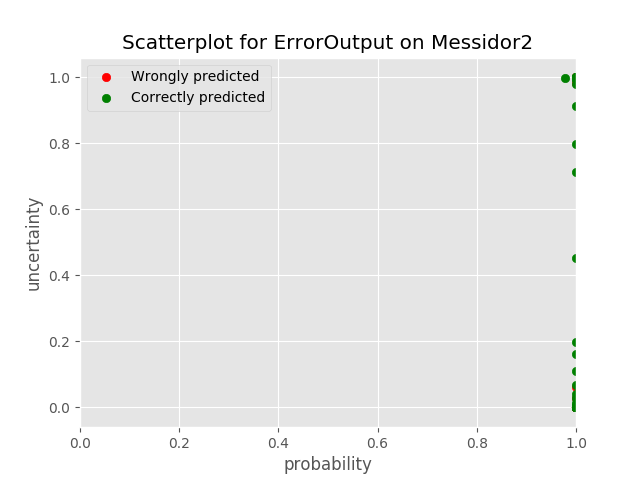 Scatterplot for ErrorOutput on Messidor2
Wrongly predicted
Correctly predicted
uncertainty
1.0
0.8
0.6
0.4
0.2
0.0
0.0 0.2 0.4 0.6 0.8 1.0
probability